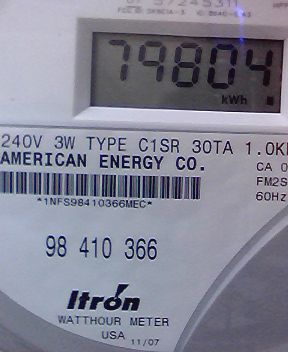 79804
kWh
240V 3W TYPE C1SR 30TA 1.0K
AMERICAN ENERGY CO.
CA 0
FM2S
60Hz
*1NFS98410366MEC*
98 410 366
Itron
WATTHOUR METER
USA 11/07